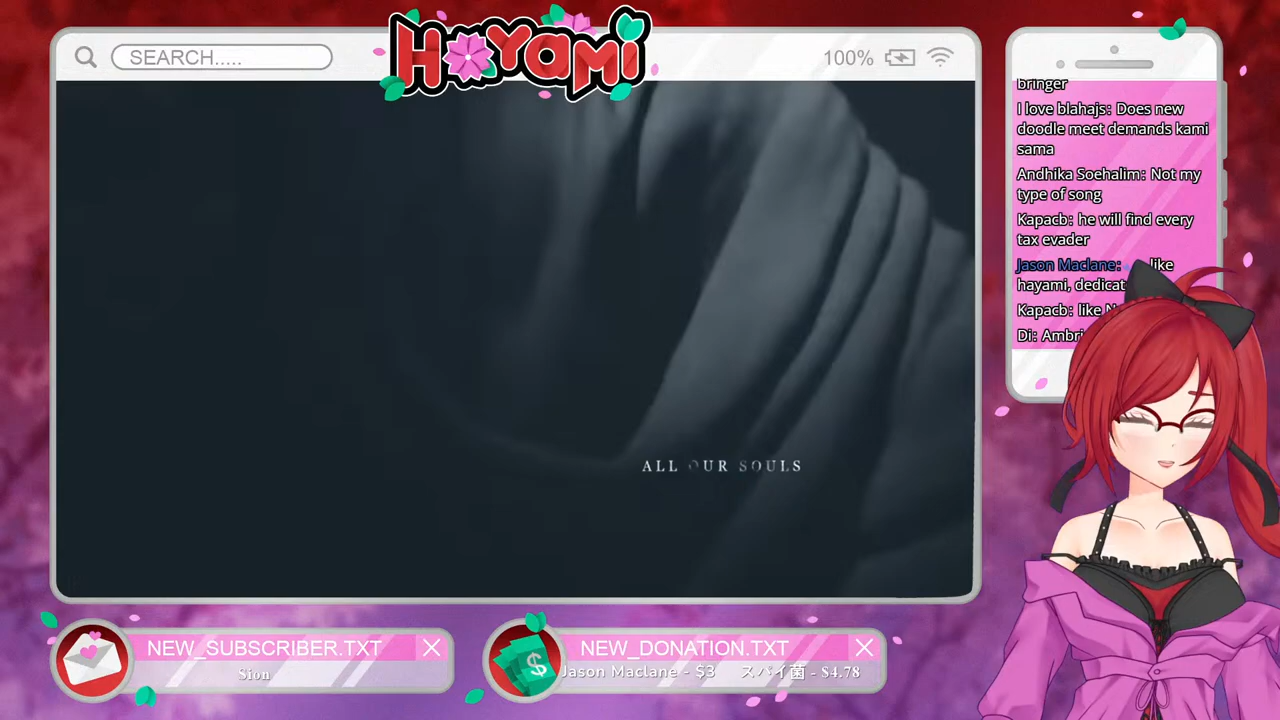 Hayami
SEARCH.....
100%
bringer
I love blahajs: Does new
doodle meet demands kami
sama
Andhika Soehalim: Not my
type of song
Kapacb: he will find every
tax evader
Jason Maclane: like
hayami, dedicat
Kapacb: like
Di: Ambri
ALL OUR SOULS
NEW_SUBSCRIBER.TXT
Sion
NEW_DONATION.TXT
Jason Maclane - $3 スパイ菌 - $4.78